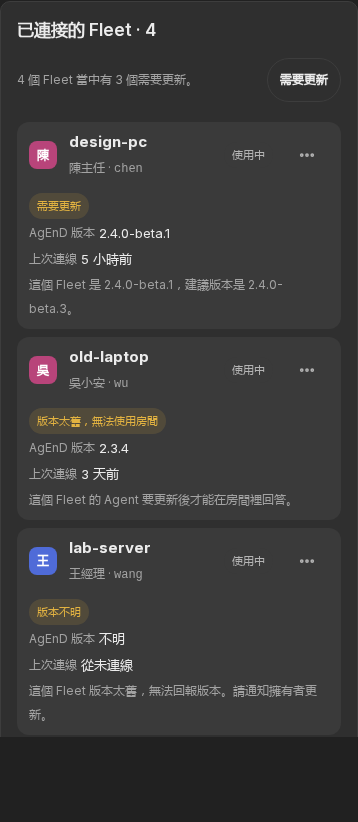 已連接的 Fleet · 4
4 個 Fleet 當中有 3 個需要更新。
需要更新
陳
design-pc
陳主任 · chen
使用中
•••
需要更新
AgEnD 版本 2.4.0-beta.1
上次連線 5 小時前
這個 Fleet 是 2.4.0-beta.1，建議版本是 2.4.0-
beta.3。
吳
old-laptop
吳小安 · wu
使用中
•••
版本太舊，無法使用房間
AgEnD 版本 2.3.4
上次連線 3 天前
這個 Fleet 的 Agent 要更新後才能在房間裡回答。
王
lab-server
王經理 · wang
使用中
•••
版本不明
AgEnD 版本 不明
上次連線 從未連線
這個 Fleet 版本太舊，無法回報版本。請通知擁有者更
新。